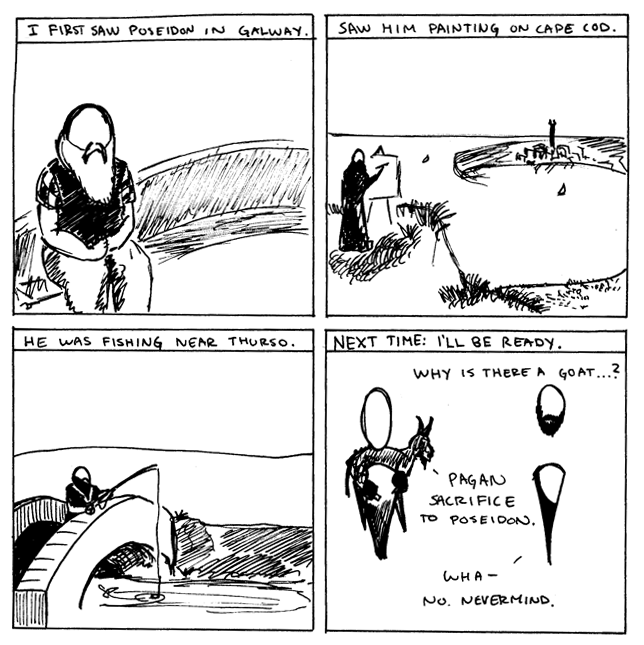 I FIRST SAW POSEIDON IN GALWAY.
SAW HIM PAINTING ON CAPE COD.
HE WAS FISHING NEAR THURSO.
NEXT TIME: I'LL BE READY.
WHY IS THERE A GOAT...?
PAGAN
SACRIFICE
TO POSEIDON.
WHA—
NO. NEVERMIND.